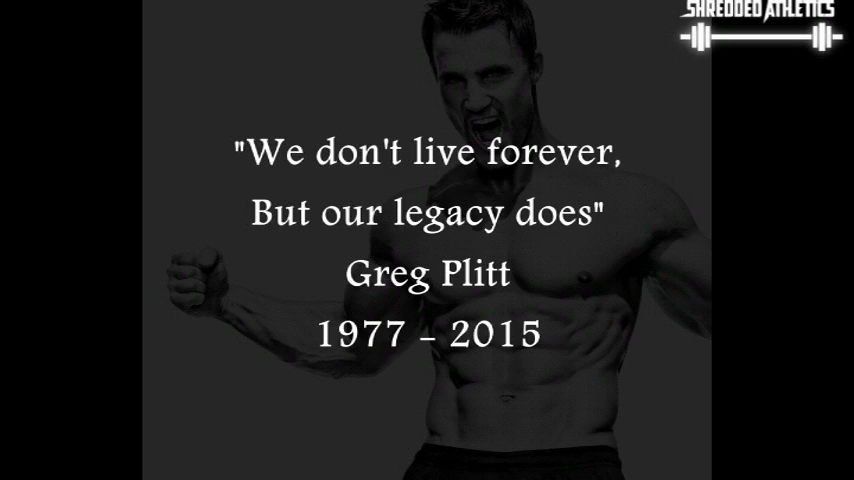 SHREDDED ATHLETICS
"We don't live forever,
But our legacy does"
Greg Plitt
1977 - 2015